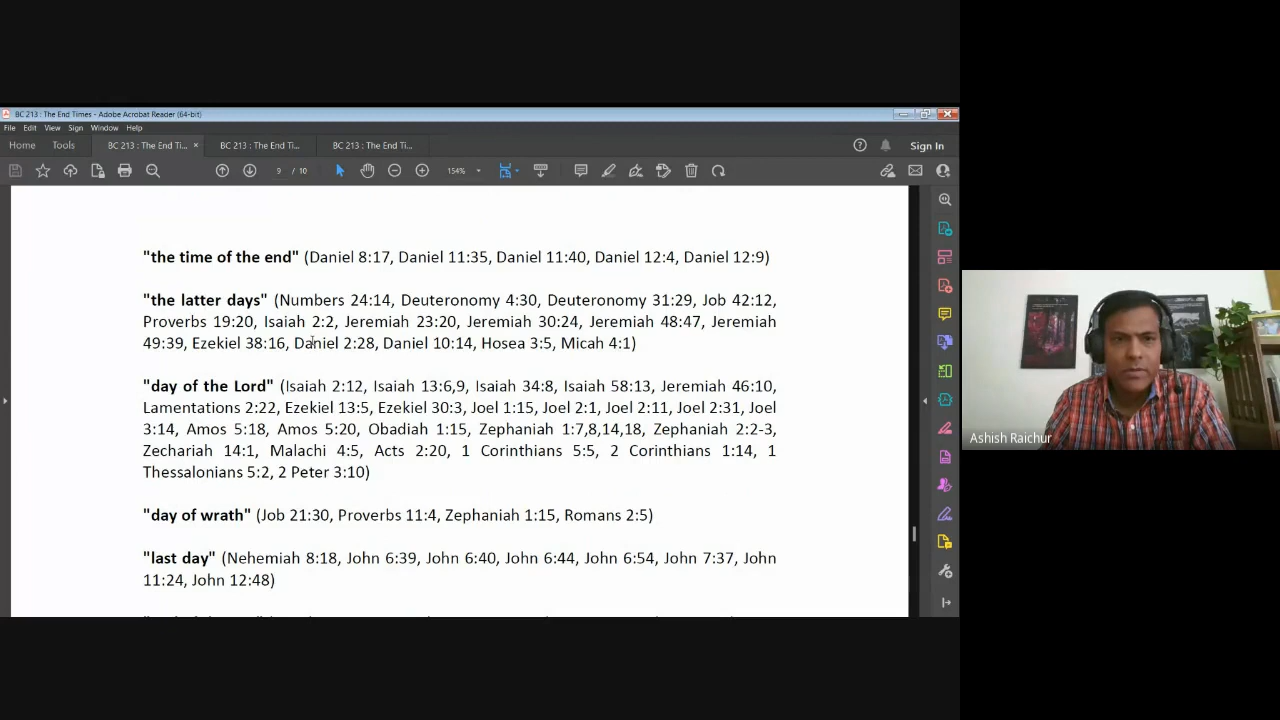 BC 213 : The End Times - Adobe Acrobat Reader (64-bit)
File Edit View Sign Window Help
Home Tools BC 213 : The End Ti... × BC 213 : The End Ti... BC 213 : The End Ti... Sign In
9 / 10 154%
"the time of the end" (Daniel 8:17, Daniel 11:35, Daniel 11:40, Daniel 12:4, Daniel 12:9)
"the latter days" (Numbers 24:14, Deuteronomy 4:30, Deuteronomy 31:29, Job 42:12,
Proverbs 19:20, Isaiah 2:2, Jeremiah 23:20, Jeremiah 30:24, Jeremiah 48:47, Jeremiah
49:39, Ezekiel 38:16, Daniel 2:28, Daniel 10:14, Hosea 3:5, Micah 4:1)
"day of the Lord" (Isaiah 2:12, Isaiah 13:6,9, Isaiah 34:8, Isaiah 58:13, Jeremiah 46:10,
Lamentations 2:22, Ezekiel 13:5, Ezekiel 30:3, Joel 1:15, Joel 2:1, Joel 2:11, Joel 2:31, Joel
3:14, Amos 5:18, Amos 5:20, Obadiah 1:15, Zephaniah 1:7,8,14,18, Zephaniah 2:2-3,
Zechariah 14:1, Malachi 4:5, Acts 2:20, 1 Corinthians 5:5, 2 Corinthians 1:14, 1
Thessalonians 5:2, 2 Peter 3:10)
"day of wrath" (Job 21:30, Proverbs 11:4, Zephaniah 1:15, Romans 2:5)
"last day" (Nehemiah 8:18, John 6:39, John 6:40, John 6:44, John 6:54, John 7:37, John
11:24, John 12:48)
Ashish Raichur